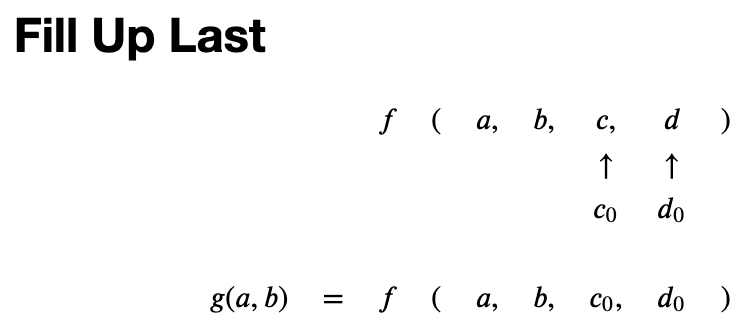 Fill Up Last
f ( a, b, c, d )
↑ ↑
c₀ d₀
g(a, b) = f ( a, b, c₀, d₀ )